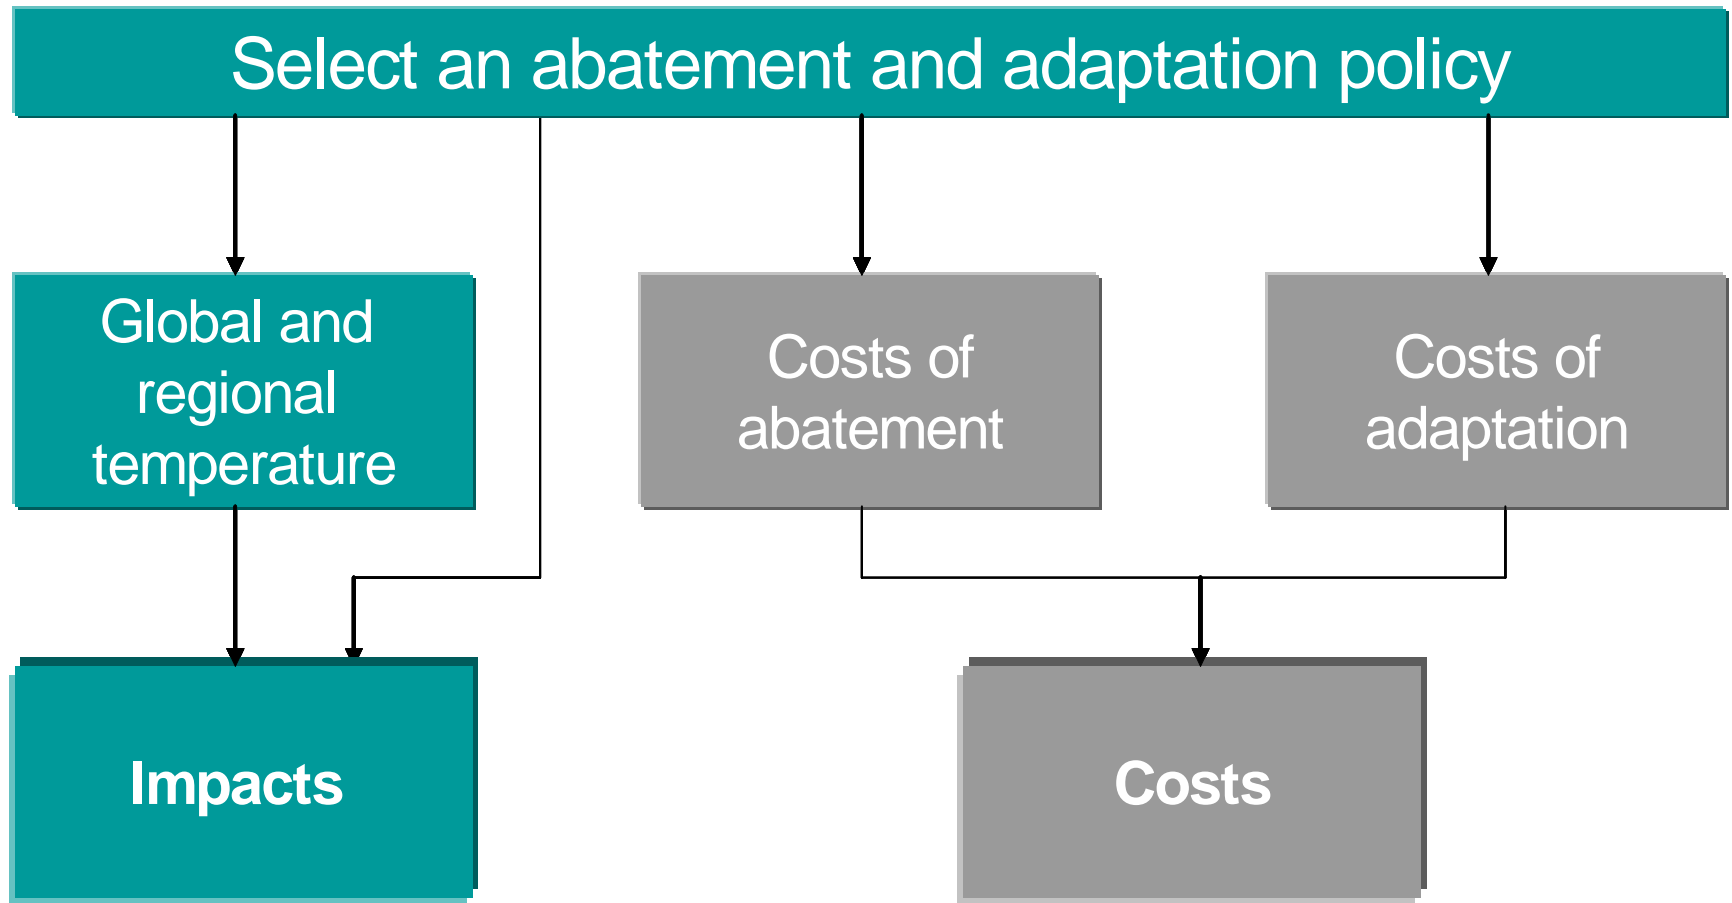 Select an abatement and adaptation policy
Global and
regional
temperature
Costs of
abatement
Costs of
adaptation
Impacts
Costs